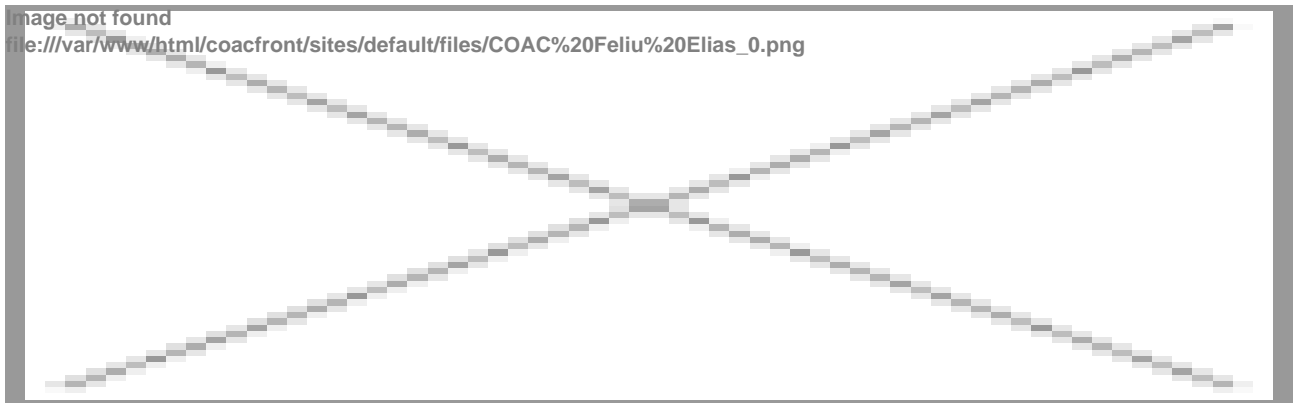 Image not found
file:///var/www/html/coacfront/sites/default/files/COAC%20Feliu%20Elias_0.png